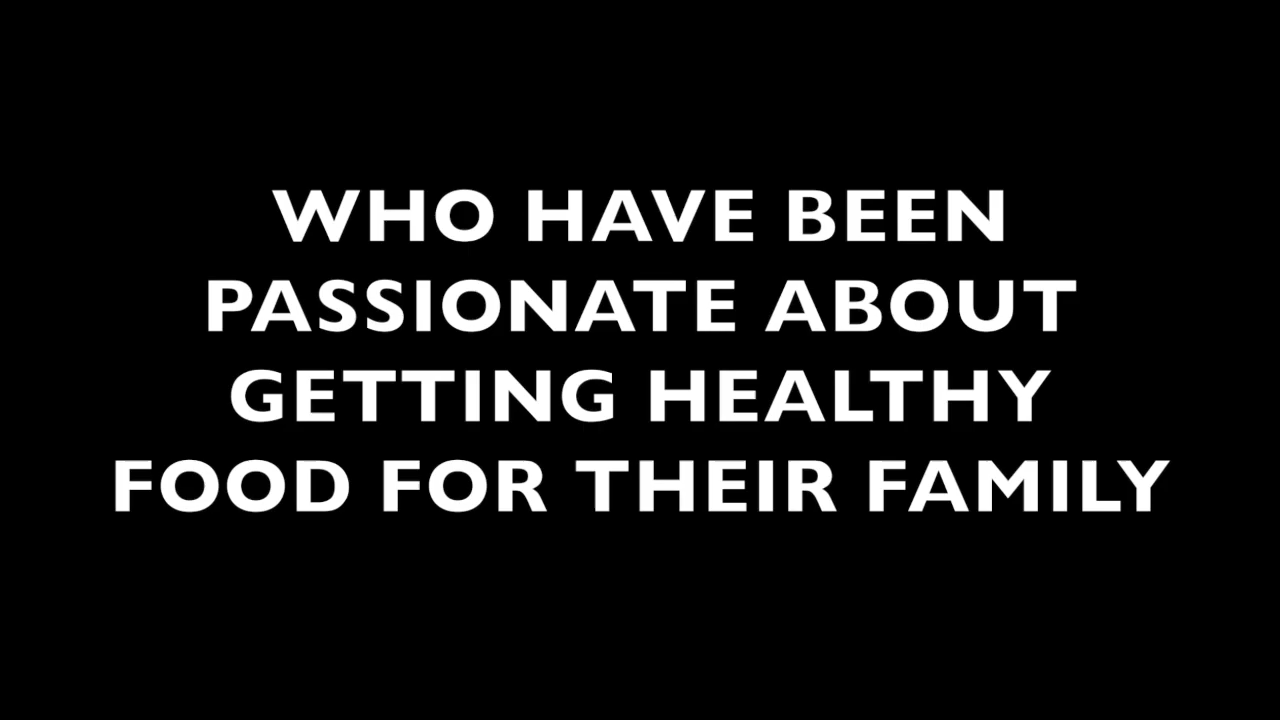 WHO HAVE BEEN
PASSIONATE ABOUT
GETTING HEALTHY
FOOD FOR THEIR FAMILY